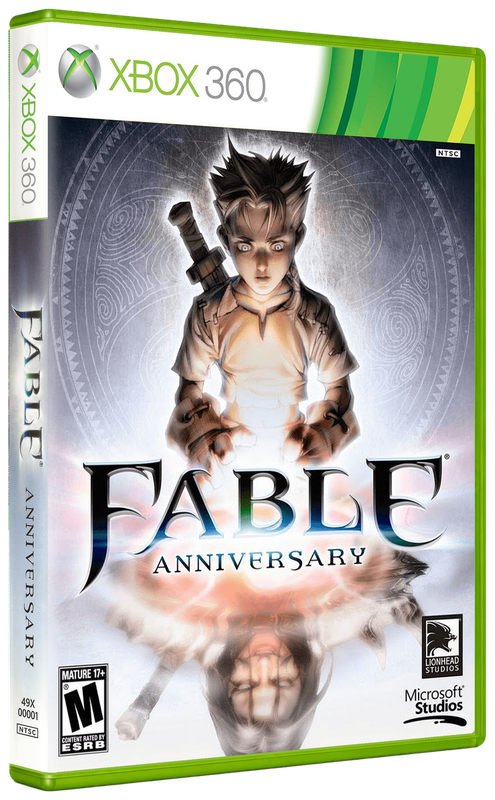 XBOX 360
XBOX 360.
NTSC
FABLE®
ANNIVERSARY
FABLE®
ANNIVERSARY
LIONHEAD
STUDIOS
Microsoft®
Studios
MATURE 17+
M
®
CONTENT RATED BY
ESRB
49X
00001
NTSC